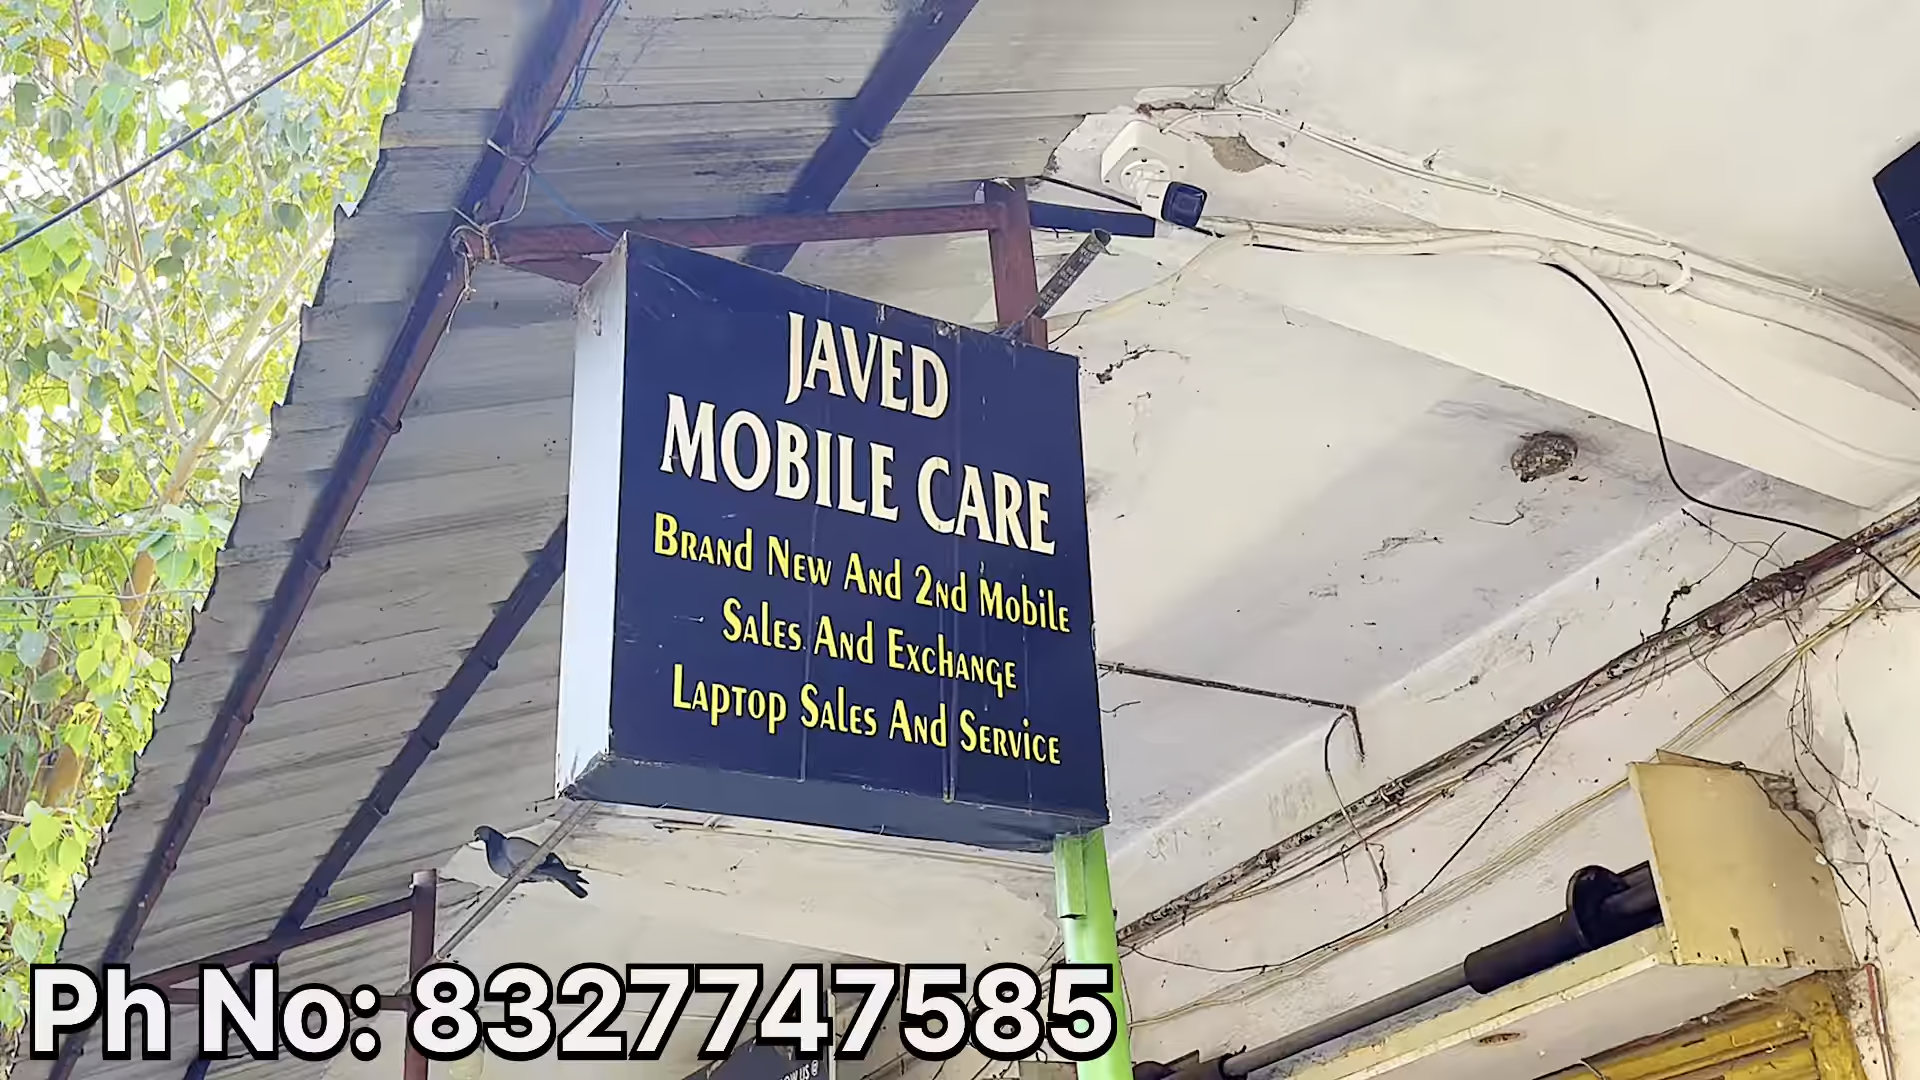 JAVED
MOBILE CARE
BRAND NEW AND 2ND MOBILE
SALES AND EXCHANGE
LAPTOP SALES AND SERVICE
Ph No: 8327747585